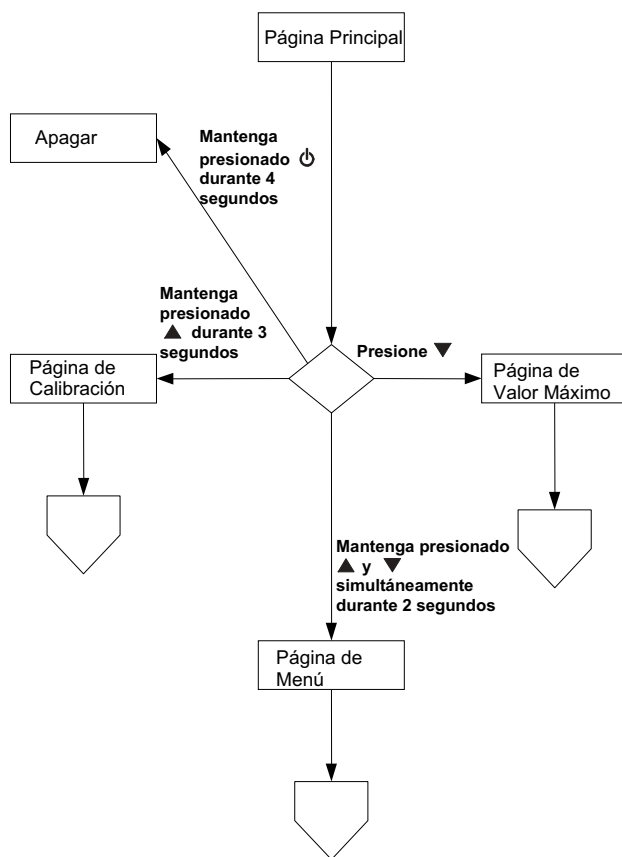 Página Principal
Apagar
Mantenga
presionado ⏻
durante 4
segundos
Mantenga
presionado
▲ durante 3
segundos
Presione ▼
Página de
Calibración
Página de
Valor Máximo
Mantenga presionado
▲ y ▼
simultáneamente
durante 2 segundos
Página de
Menú